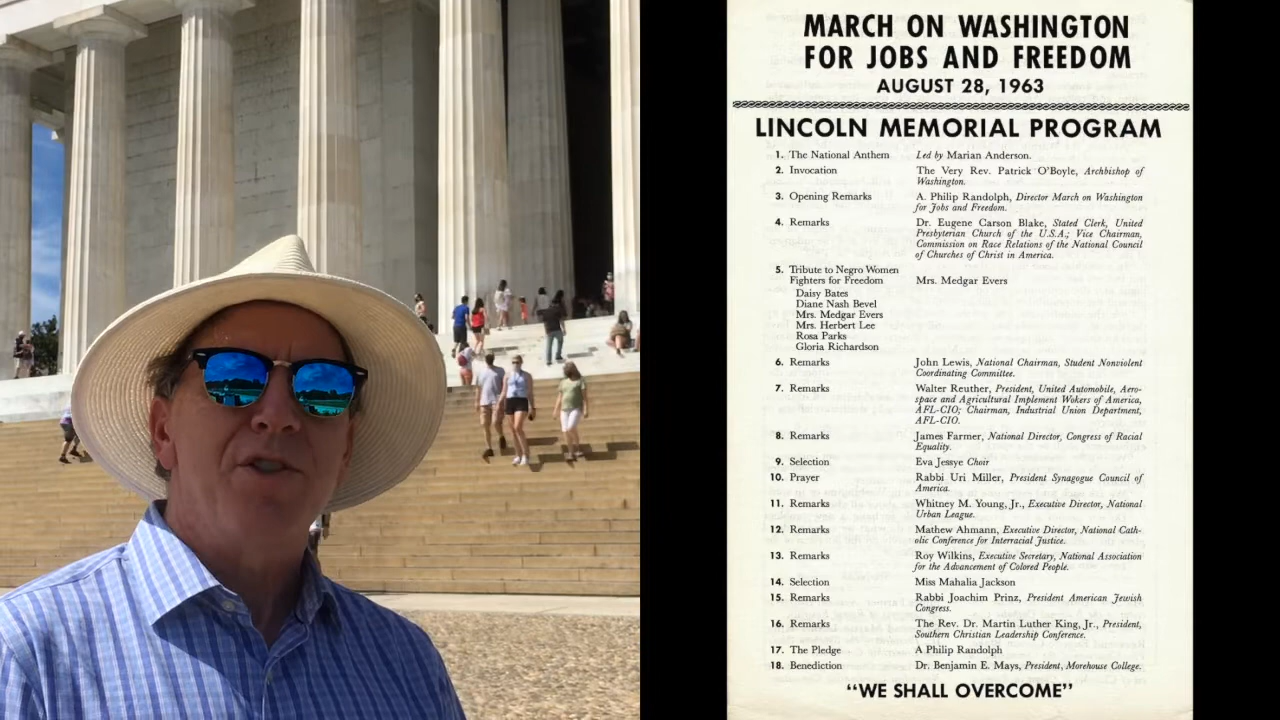 MARCH ON WASHINGTON
FOR JOBS AND FREEDOM
AUGUST 28, 1963
LINCOLN MEMORIAL PROGRAM
1. The National Anthem Led by Marian Anderson.
2. Invocation The Very Rev. Patrick O'Boyle, Archbishop of
Washington.
3. Opening Remarks A. Philip Randolph, Director March on Washington
for Jobs and Freedom.
4. Remarks Dr. Eugene Carson Blake, Stated Clerk, United
Presbyterian Church of the U.S.A.; Vice Chairman,
Commission on Race Relations of the National Council
of Churches of Christ in America.
5. Tribute to Negro Women
Fighters for Freedom Mrs. Medgar Evers
Daisy Bates
Diane Nash Bevel
Mrs. Medgar Evers
Mrs. Herbert Lee
Rosa Parks
Gloria Richardson
6. Remarks John Lewis, National Chairman, Student Nonviolent
Coordinating Committee.
7. Remarks Walter Reuther, President, United Automobile, Aero-
space and Agricultural Implement Wokers of America,
AFL-CIO; Chairman, Industrial Union Department,
AFL-CIO.
8. Remarks James Farmer, National Director, Congress of Racial
Equality.
9. Selection Eva Jessye Choir
10. Prayer Rabbi Uri Miller, President Synagogue Council of
America.
11. Remarks Whitney M. Young, Jr., Executive Director, National
Urban League.
12. Remarks Mathew Ahmann, Executive Director, National Cath-
olic Conference for Interracial Justice.
13. Remarks Roy Wilkins, Executive Secretary, National Association
for the Advancement of Colored People.
14. Selection Miss Mahalia Jackson
15. Remarks Rabbi Joachim Prinz, President American Jewish
Congress.
16. Remarks The Rev. Dr. Martin Luther King, Jr., President,
Southern Christian Leadership Conference.
17. The Pledge A Philip Randolph
18. Benediction Dr. Benjamin E. Mays, President, Morehouse College.
"WE SHALL OVERCOME"